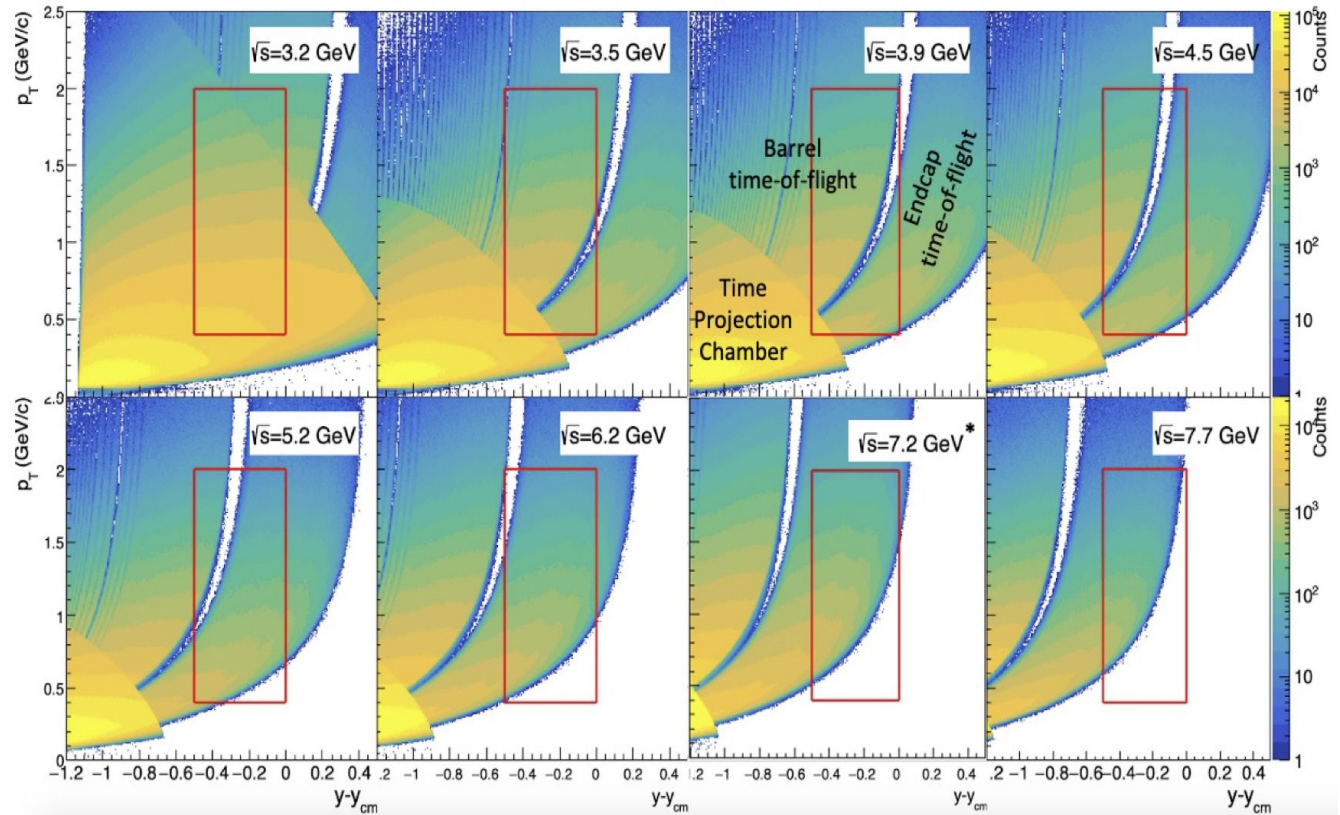 2.5
2
1.5
1
0.5
p_T (GeV/c)
√s=3.2 GeV
√s=3.5 GeV
√s=3.9 GeV
√s=4.5 GeV
Barrel
time-of-flight
Endcap
time-of-flight
Time
Projection
Chamber
10^5
Counts
10^4
10^3
10^2
10
1
p_T (GeV/c)
2
1.5
1
0.5
0
√s=5.2 GeV
√s=6.2 GeV
√s=7.2 GeV*
√s=7.7 GeV
Counts
10^4
10^3
10^2
10
1
−1.2 −1 −0.8 −0.6 −0.4 −0.2 0 0.2 0.4
−1 −0.8 −0.6 −0.4 −0.2 0 0.2 0.4
−1 −0.8 −0.6 −0.4 −0.2 0 0.2 0.4
−1 −0.8 −0.6 −0.4 −0.2 0 0.2 0.4
y-y_cm
y-y_cm
y-y_cm
y-y_cm